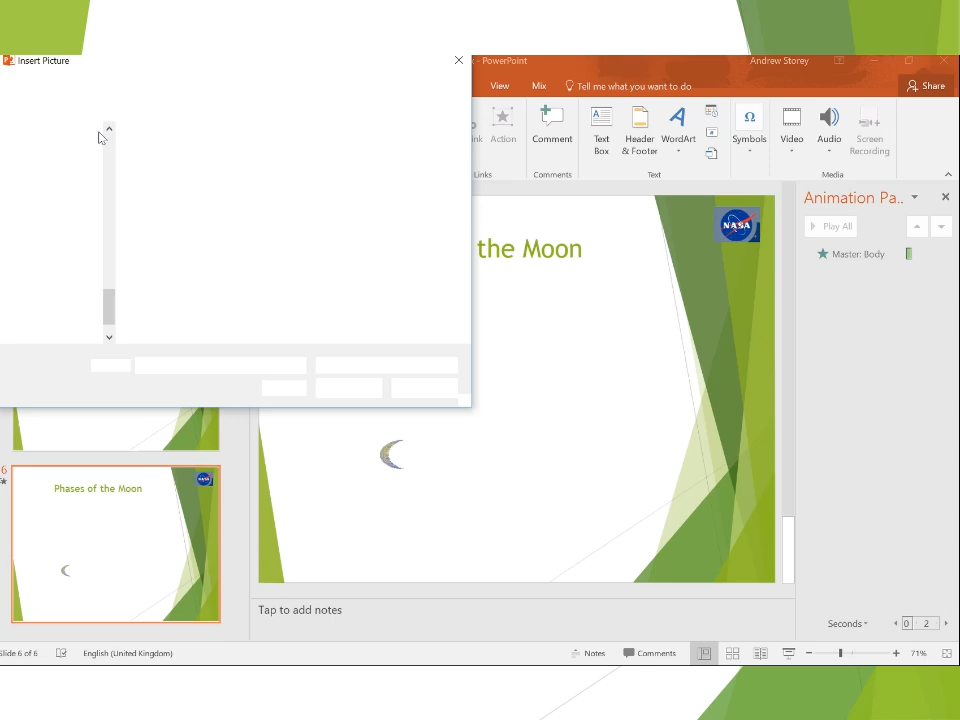 Insert Picture
- PowerPoint
Andrew Storey
View
Mix
Tell me what you want to do
Share
Action
Comment
Text
Box
Header
& Footer
WordArt
Symbols
Video
Audio
Screen
Recording
Links
Comments
Text
Media
the Moon
NASA
Animation Pa..
Play All
Master: Body
6
Phases of the Moon
NASA
Tap to add notes
Seconds
0
2
Slide 6 of 6
English (United Kingdom)
Notes
Comments
71%